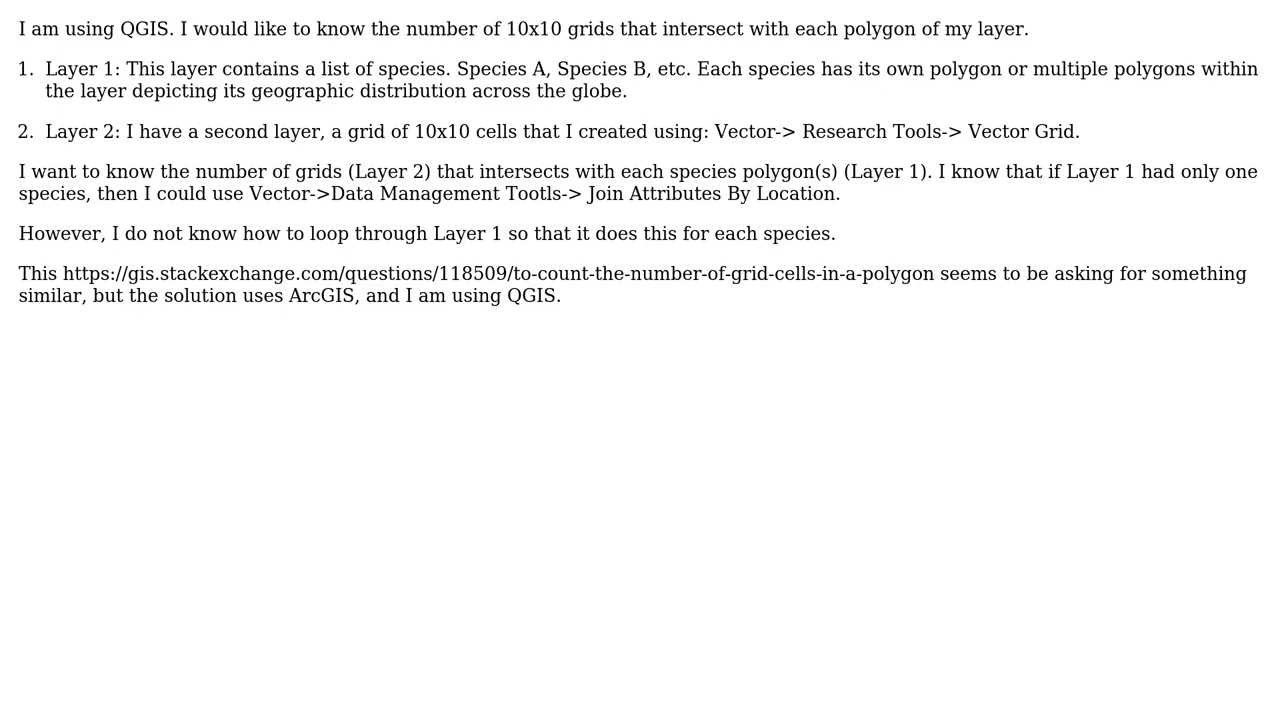 I am using QGIS. I would like to know the number of 10x10 grids that intersect with each polygon of my layer.
1. Layer 1: This layer contains a list of species. Species A, Species B, etc. Each species has its own polygon or multiple polygons within
the layer depicting its geographic distribution across the globe.
2. Layer 2: I have a second layer, a grid of 10x10 cells that I created using: Vector-> Research Tools-> Vector Grid.
I want to know the number of grids (Layer 2) that intersects with each species polygon(s) (Layer 1). I know that if Layer 1 had only one
species, then I could use Vector->Data Management Tootls-> Join Attributes By Location.
However, I do not know how to loop through Layer 1 so that it does this for each species.
This https://gis.stackexchange.com/questions/118509/to-count-the-number-of-grid-cells-in-a-polygon seems to be asking for something
similar, but the solution uses ArcGIS, and I am using QGIS.